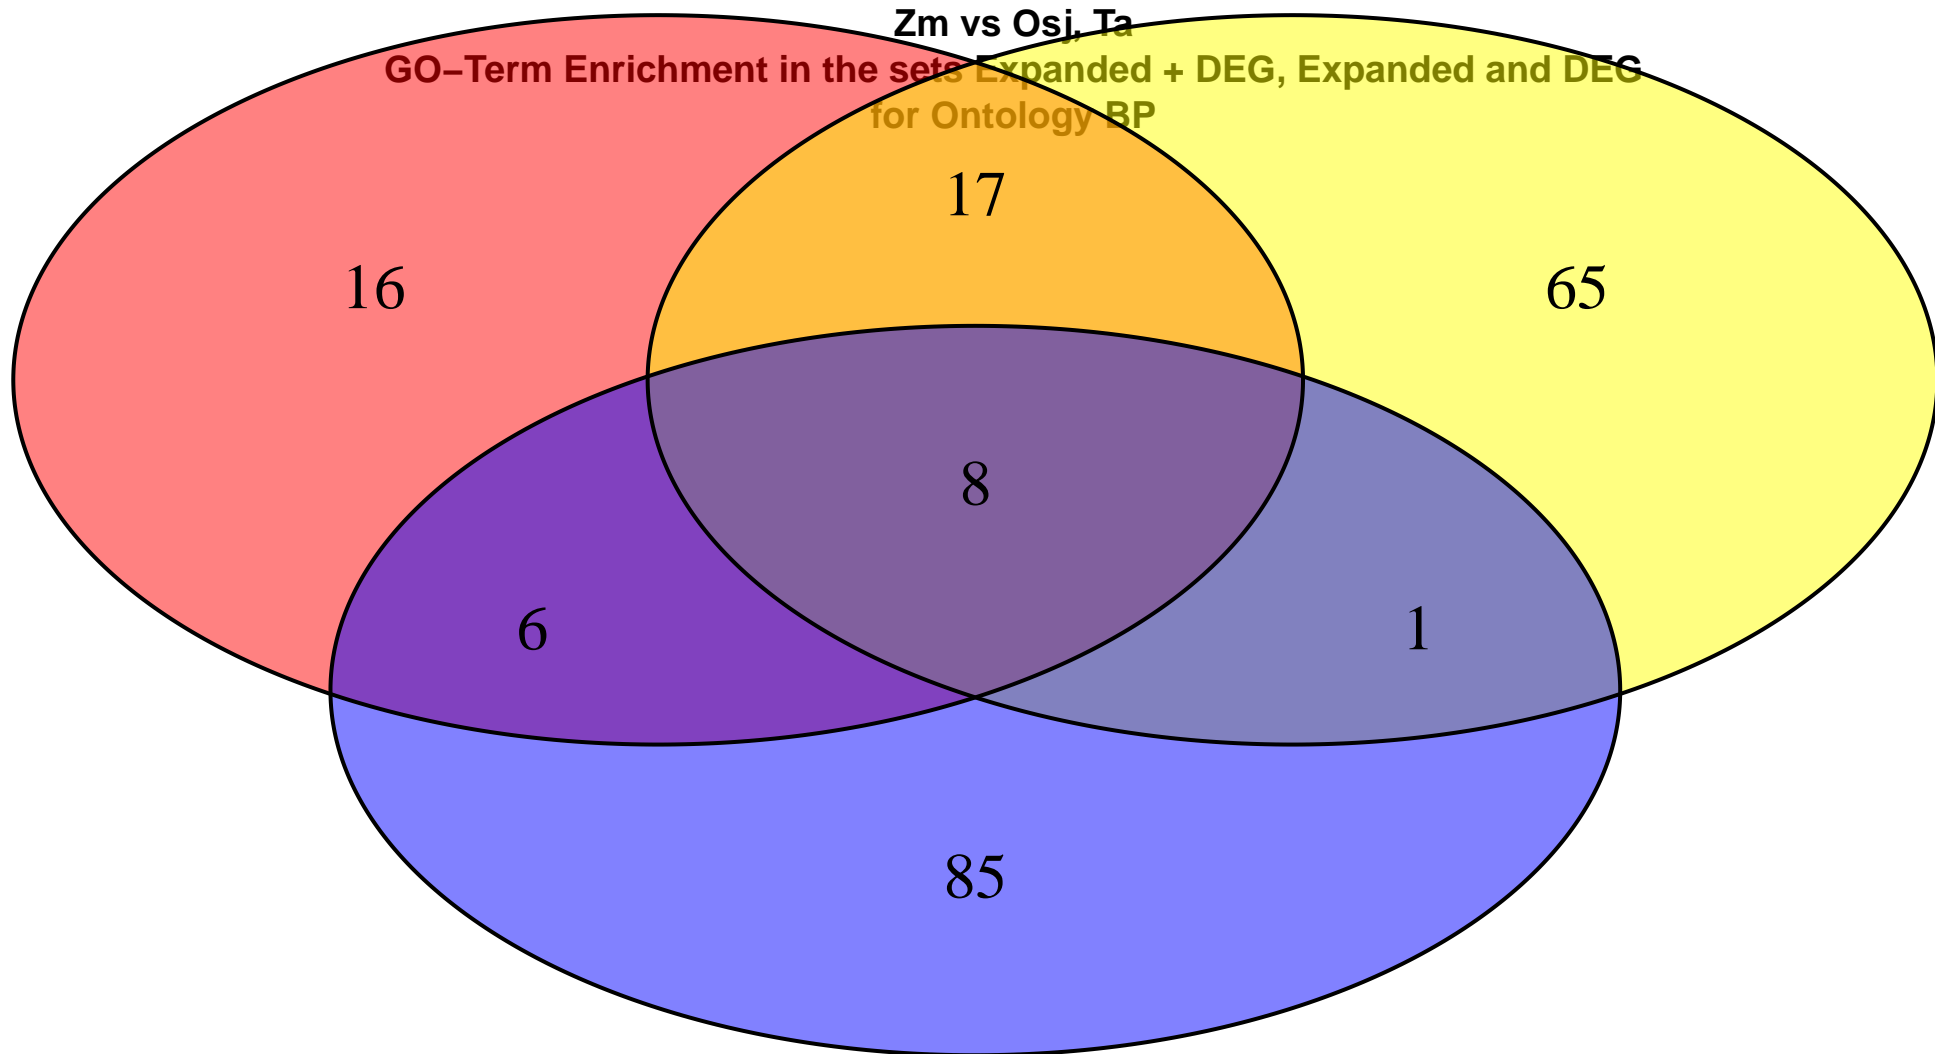 Zm vs Osj, Ta
GO−Term Enrichment in the sets Expanded + DEG, Expanded and DEG
for Ontology BP
17
16
65
8
6
1
85